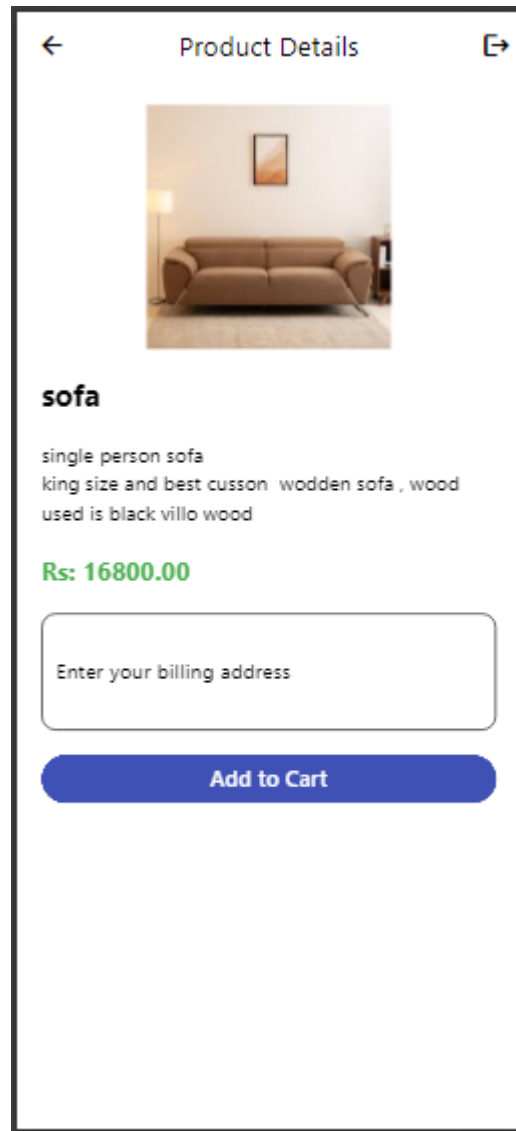 Product Details
sofa
single person sofa
king size and best cusson  wodden sofa , wood
used is black villo wood
Rs: 16800.00
Enter your billing address
Add to Cart